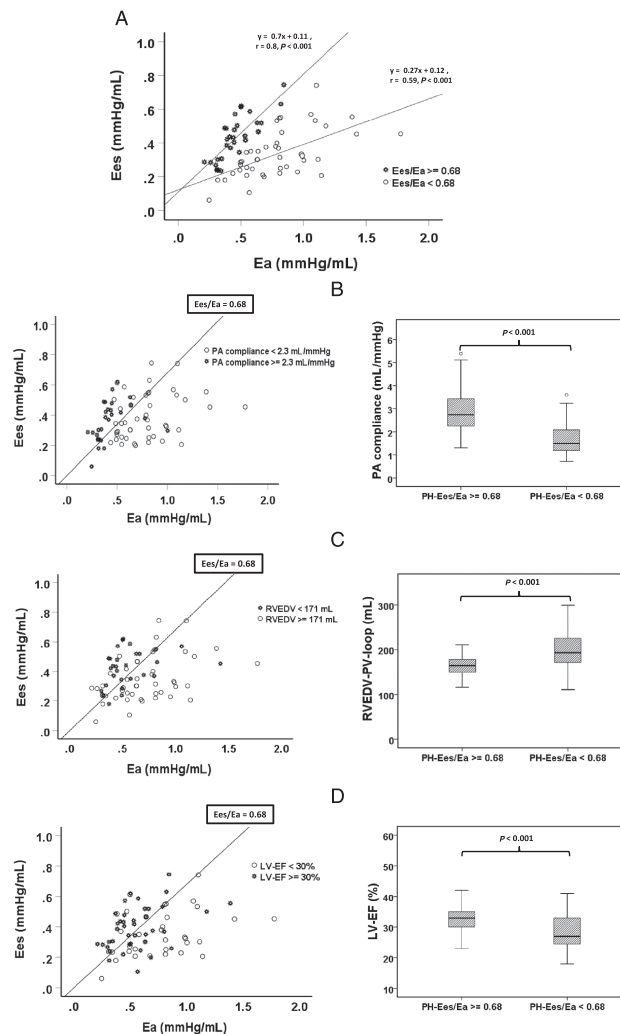 A
y = 0.7x + 0.11 ,
r = 0.8, P < 0.001
y = 0.27x + 0.12 ,
r = 0.59, P < 0.001
Ees (mmHg/mL)
1.0
.8
.6
.4
.2
.0
Ees/Ea >= 0.68
Ees/Ea < 0.68
.0 .5 1.0 1.5 2.0
Ea (mmHg/mL)
B
Ees/Ea = 0.68
Ees (mmHg/mL)
1.0
.8
.6
.4
.2
.0
PA compliance < 2.3 mL/mmHg
PA compliance >= 2.3 mL/mmHg
.0 .5 1.0 1.5 2.0
Ea (mmHg/mL)
P < 0.001
PA compliance (mL/mmHg)
6
5
4
3
2
1
0
PH-Ees/Ea >= 0.68 PH-Ees/Ea < 0.68
C
Ees/Ea = 0.68
Ees (mmHg/mL)
1.0
.8
.6
.4
.2
.0
RVEDV < 171 mL
RVEDV >= 171 mL
.0 .5 1.0 1.5 2.0
Ea (mmHg/mL)
P < 0.001
RVEDV-PV-loop (mL)
300
200
100
0
PH-Ees/Ea >= 0.68 PH-Ees/Ea < 0.68
D
Ees/Ea = 0.68
Ees (mmHg/mL)
1.0
.8
.6
.4
.2
.0
LV-EF < 30%
LV-EF >= 30%
.0 .5 1.0 1.5 2.0
Ea (mmHg/mL)
P < 0.001
LV-EF (%)
60
50
40
30
20
10
PH-Ees/Ea >= 0.68 PH-Ees/Ea < 0.68